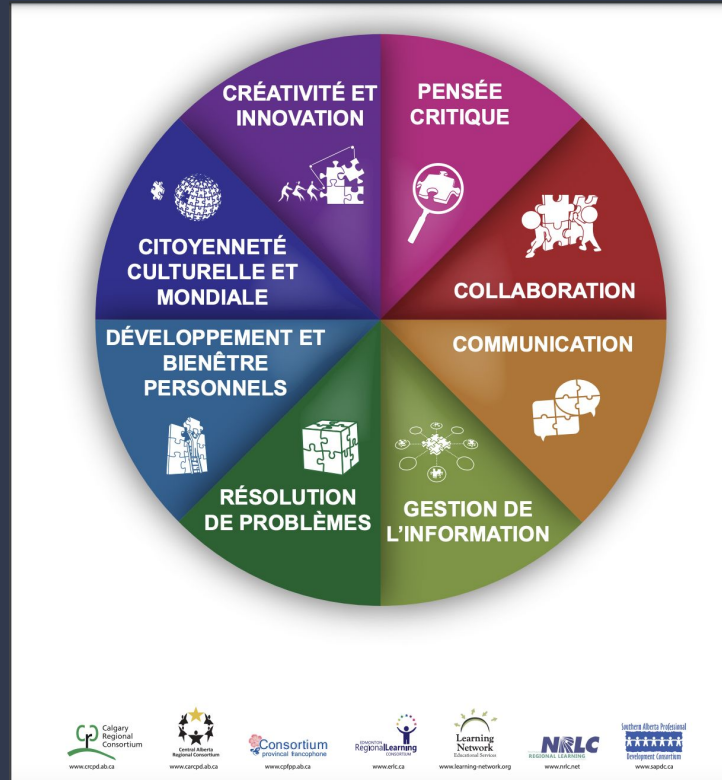 CRÉATIVITÉ ET
INNOVATION
PENSÉE
CRITIQUE
CITOYENNETÉ
CULTURELLE ET
MONDIALE
COLLABORATION
DÉVELOPPEMENT ET
BIENÊTRE
PERSONNELS
COMMUNICATION
RÉSOLUTION
DE PROBLÈMES
GESTION DE
L'INFORMATION
Calgary
Regional
Consortium
www.crcpd.ab.ca
Central Alberta
Regional Consortium
www.carcpd.ab.ca
Consortium
provincial francophone
www.cpfpp.ab.ca
EDMONTON
RegionalLearning
CONSORTIUM
www.erlc.ca
Learning
Network
Educational Services
www.learning-network.org
NRLC
REGIONAL LEARNING
www.nrlc.net
Southern Alberta Professional
Development Consortium
www.sapdc.ca